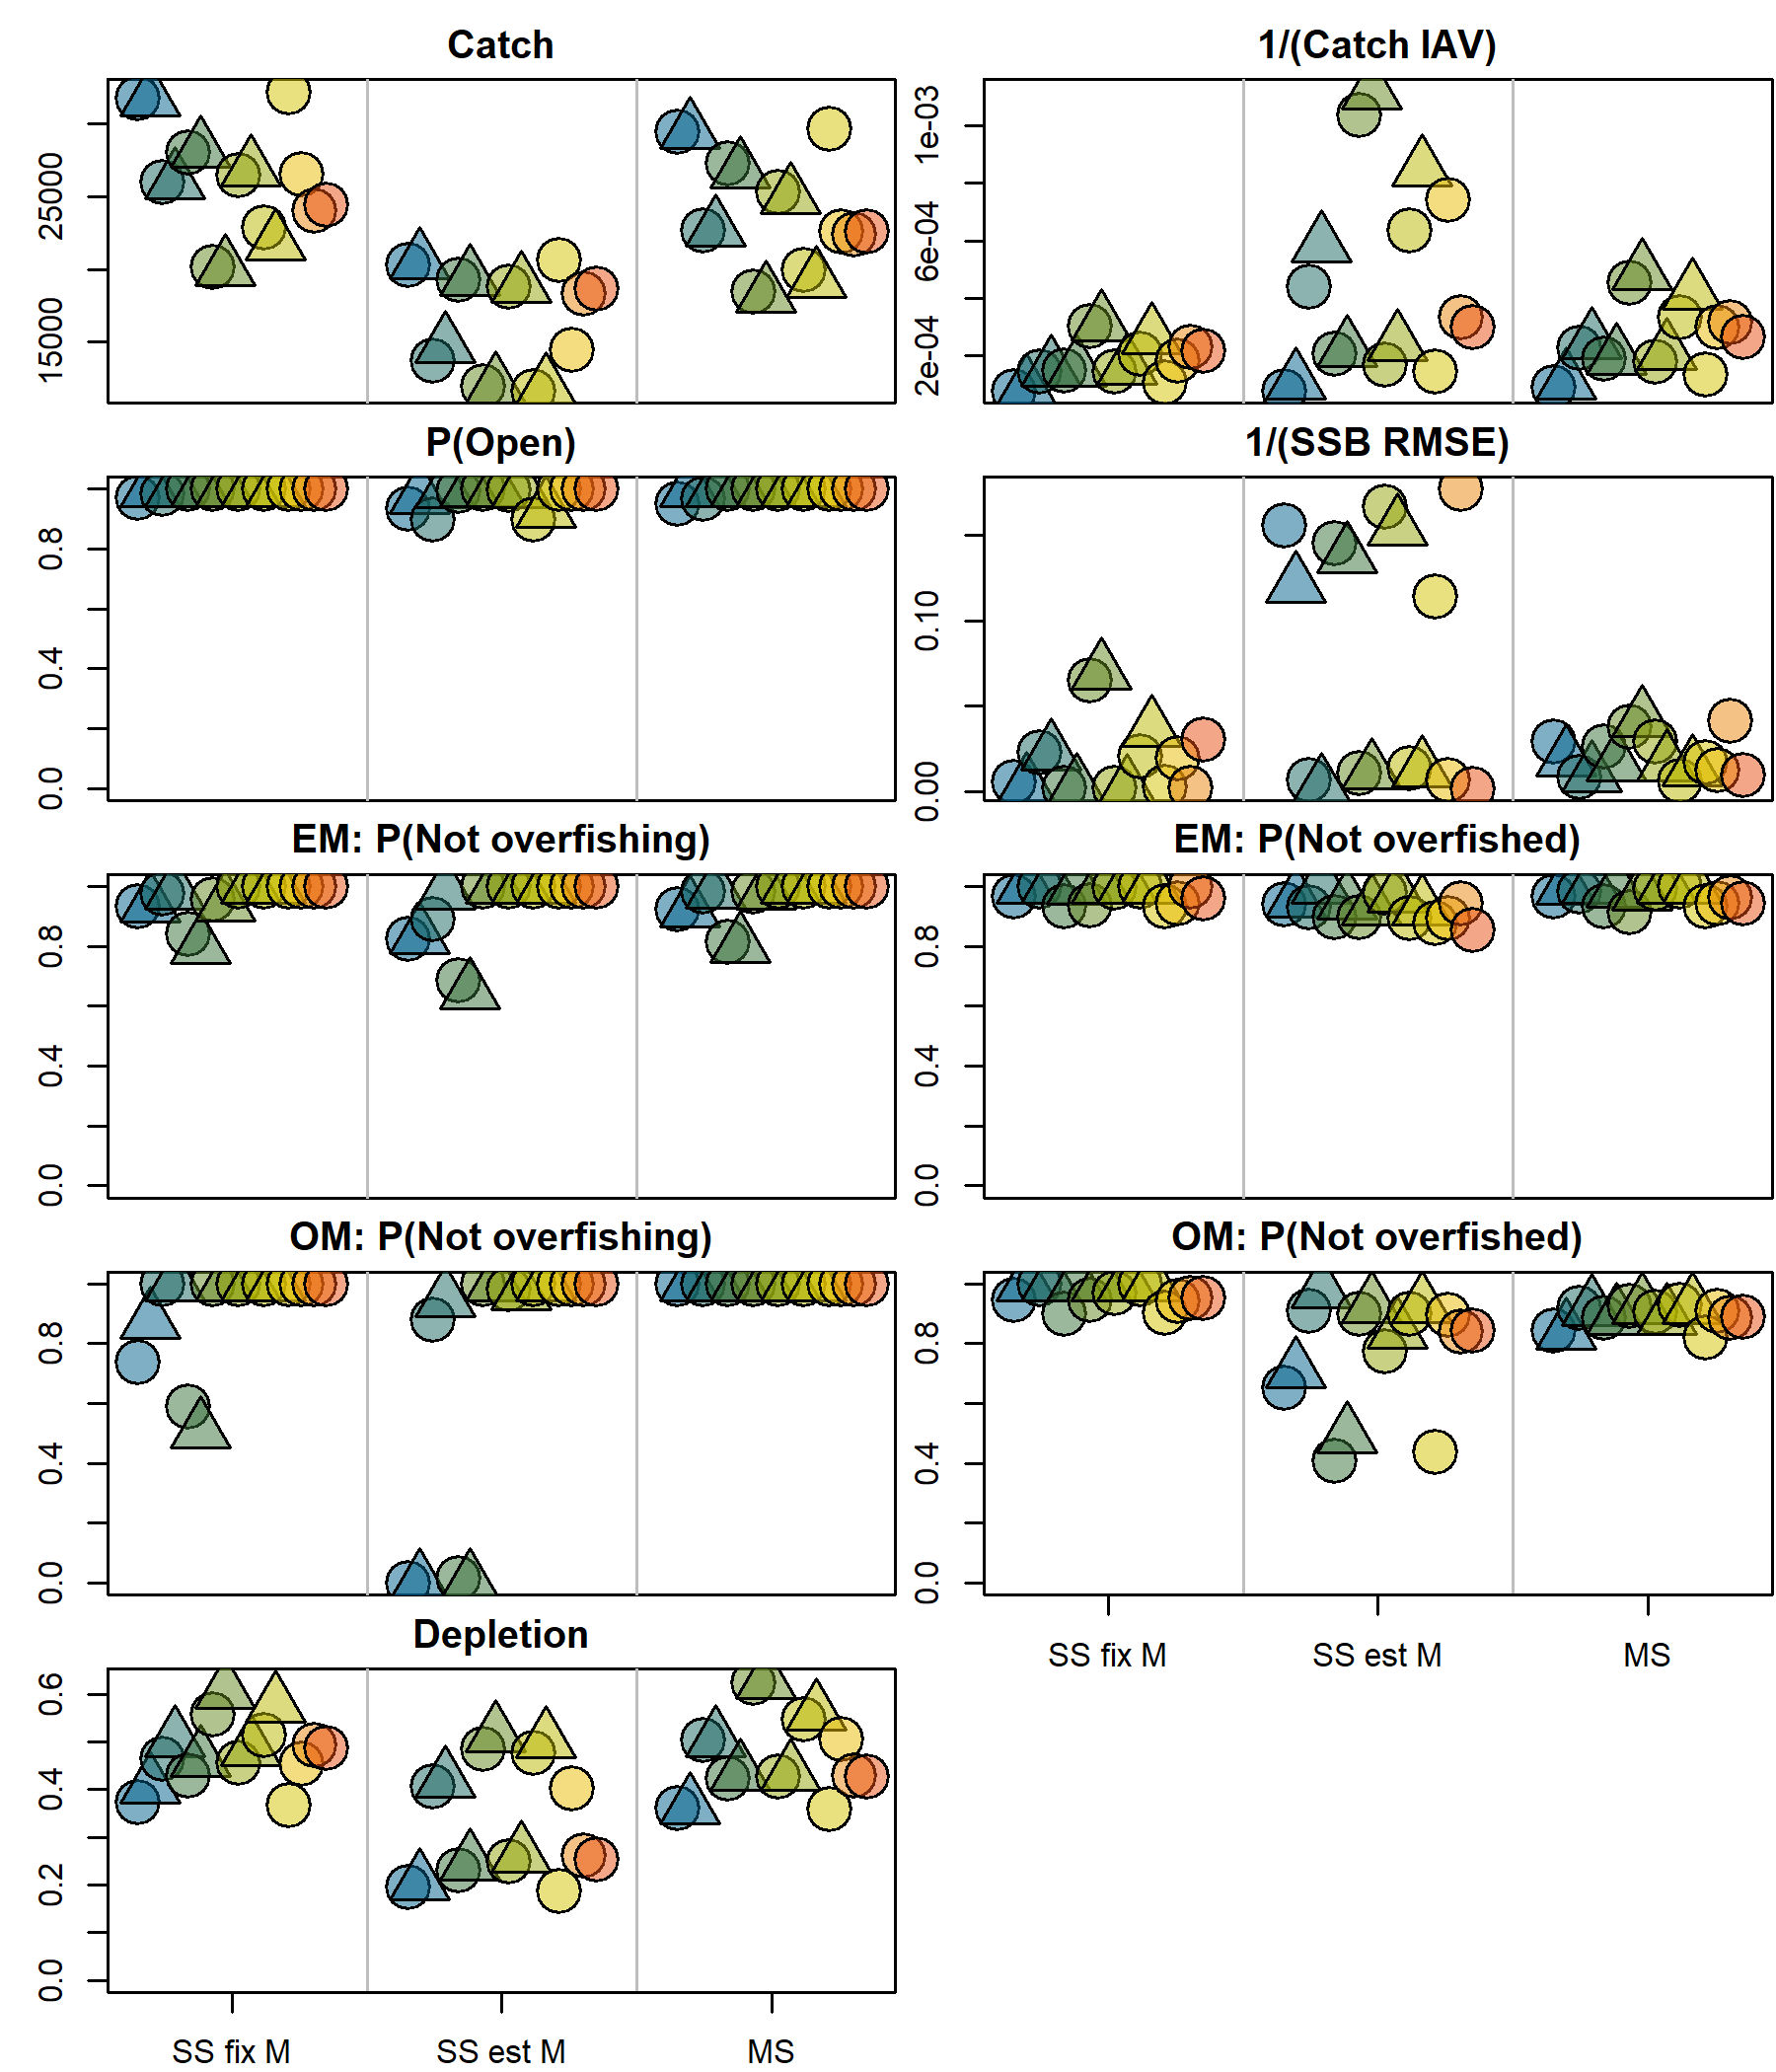 Catch
1/(Catch IAV)
25000
15000
1e-03
6e-04
2e-04
P(Open)
1/(SSB RMSE)
0.8
0.4
0.0
0.10
0.00
EM: P(Not overfishing)
EM: P(Not overfished)
0.8
0.4
0.0
0.8
0.4
0.0
OM: P(Not overfishing)
OM: P(Not overfished)
0.8
0.4
0.0
0.8
0.4
0.0
SS fix M
SS est M
MS
Depletion
0.6
0.4
0.2
0.0
SS fix M
SS est M
MS